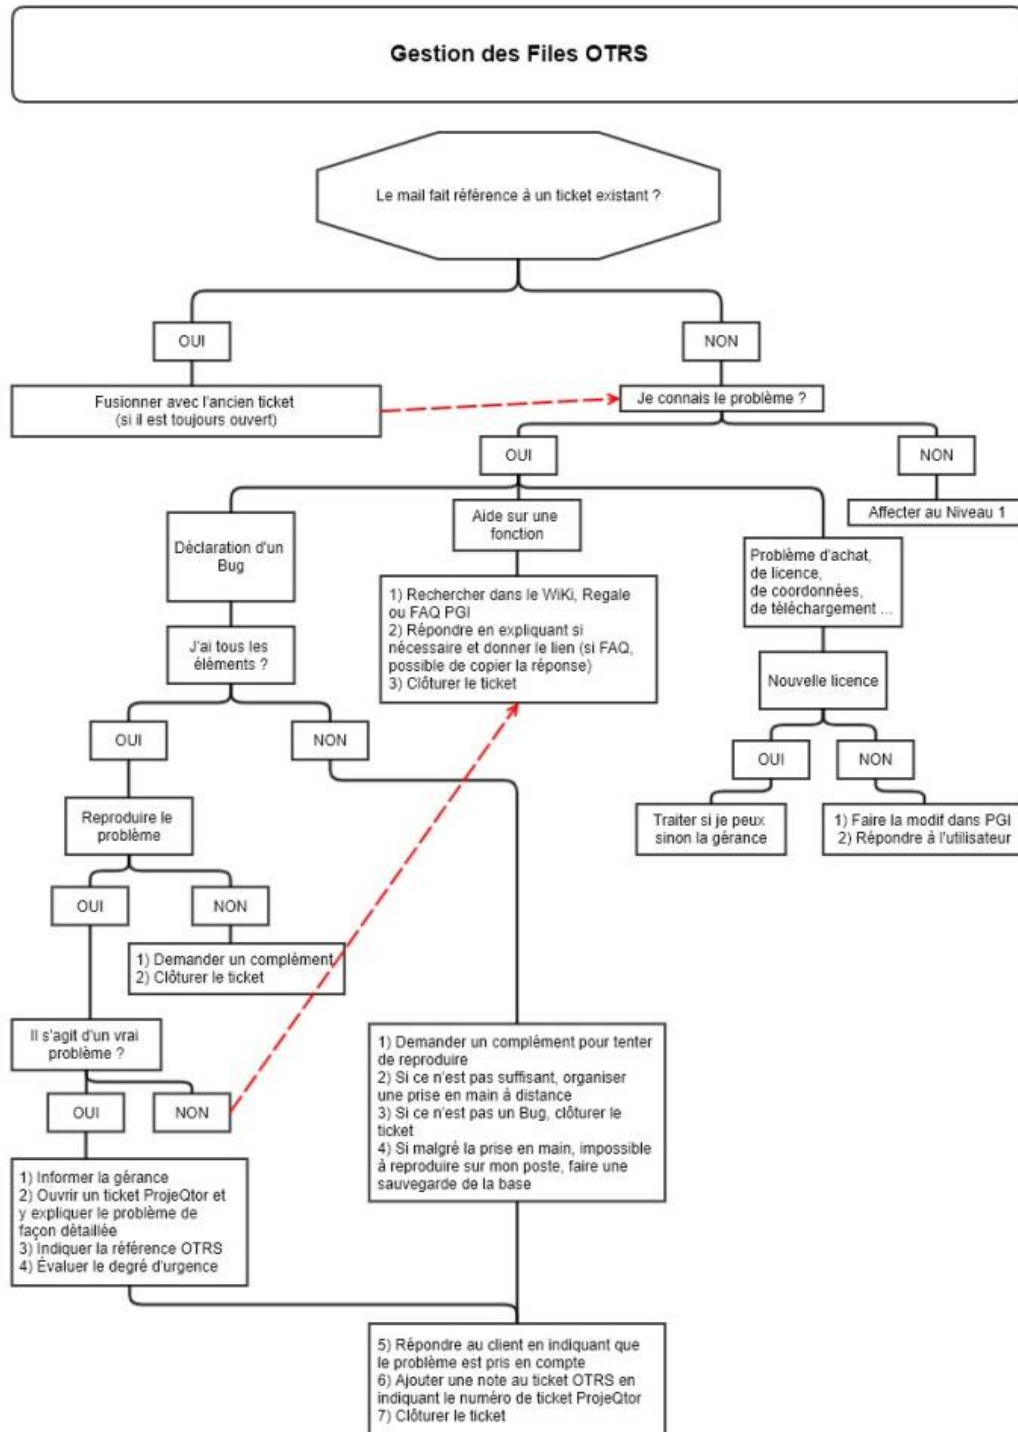 Gestion des Files OTRS
Le mail fait référence à un ticket existant ?
OUI
NON
Fusionner avec l'ancien ticket
(si il est toujours ouvert)
Je connais le problème ?
OUI
NON
Affecter au Niveau 1
Déclaration d'un
Bug
Aide sur une
fonction
Problème d'achat,
de licence,
de coordonnées,
de téléchargement ...
J'ai tous les
éléments ?
1) Rechercher dans le WiKi, Regale
ou FAQ PGI
2) Répondre en expliquant si
nécessaire et donner le lien (si FAQ,
possible de copier la réponse)
3) Clôturer le ticket
Nouvelle licence
OUI
NON
OUI
NON
Reproduire le
problème
Traiter si je peux
sinon la gérance
1) Faire la modif dans PGI
2) Répondre à l'utilisateur
OUI
NON
1) Demander un complément
2) Clôturer le ticket
Il s'agit d'un vrai
problème ?
OUI
NON
1) Demander un complément pour tenter
de reproduire
2) Si ce n'est pas suffisant, organiser
une prise en main à distance
3) Si ce n'est pas un Bug, clôturer le
ticket
4) Si malgré la prise en main, impossible
à reproduire sur mon poste, faire une
sauvegarde de la base
1) Informer la gérance
2) Ouvrir un ticket ProjeQtor et
y expliquer le problème de
façon détaillée
3) Indiquer la référence OTRS
4) Évaluer le degré d'urgence
5) Répondre au client en indiquant que
le problème est pris en compte
6) Ajouter une note au ticket OTRS en
indiquant le numéro de ticket ProjeQtor
7) Clôturer le ticket